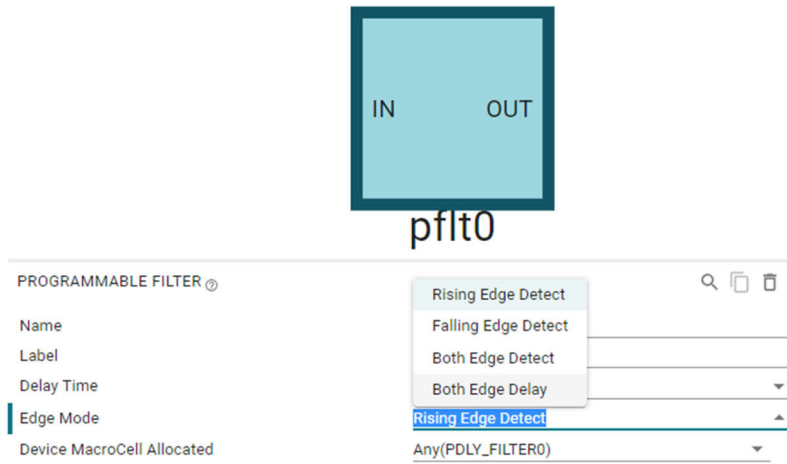 IN OUT
pflt0
PROGRAMMABLE FILTER ?
Name
Label
Delay Time
Rising Edge Detect
Falling Edge Detect
Both Edge Detect
Both Edge Delay
Edge Mode Rising Edge Detect
Device MacroCell Allocated Any(PDLY_FILTER0)